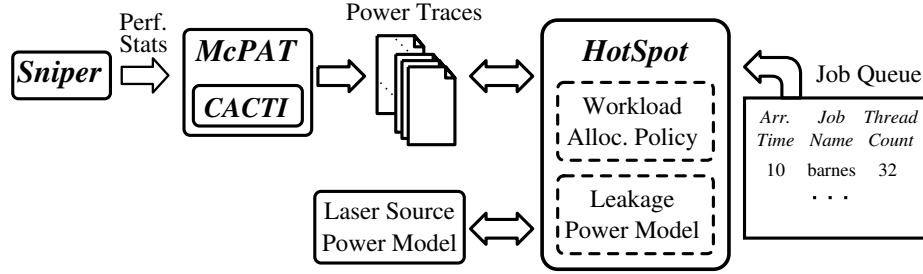 Sniper
Perf.
Stats
McPAT
CACTI
Power Traces
HotSpot
Workload
Alloc. Policy
Leakage
Power Model
Laser Source
Power Model
Job Queue
Arr. Job Thread
Time Name Count
10 barnes 32
. . .